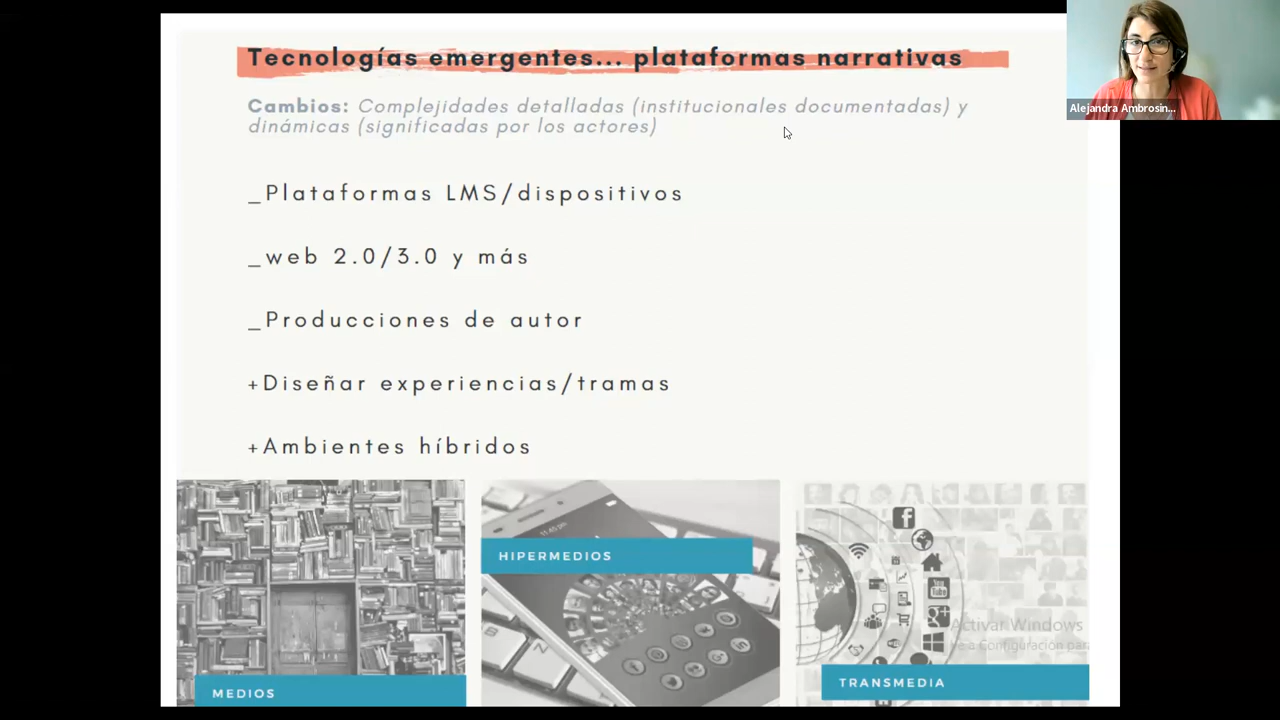 Tecnologías emergentes... plataformas narrativas
Cambios: Complejidades detalladas (institucionales documentadas) y
dinámicas (significadas por los actores)
_Plataformas LMS/dispositivos
_web 2.0/3.0 y más
_Producciones de autor
+Diseñar experiencias/tramas
+Ambientes híbridos
Alejandra Ambrosin...
HIPERMEDIOS
You
Tube
Activar Windows
TRANSMEDIA
MEDIOS